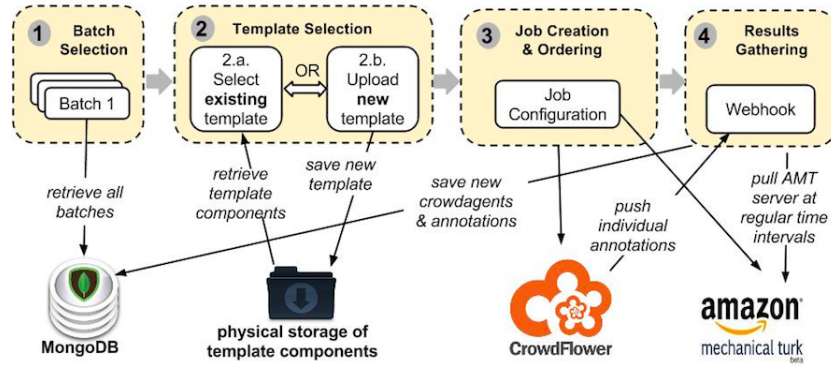 1
Batch
Selection
Batch 1
2
Template Selection
2.a.
Select
existing
template
OR
2.b.
Upload
new
template
3
Job Creation
& Ordering
Job
Configuration
4
Results
Gathering
Webhook
retrieve all
batches
retrieve
template
components
save new
template
save new
crowdagents
& annotations
push
individual
annotations
pull AMT
server at
regular time
intervals
MongoDB
physical storage of
template components
CrowdFlower
amazon
mechanical turk
beta